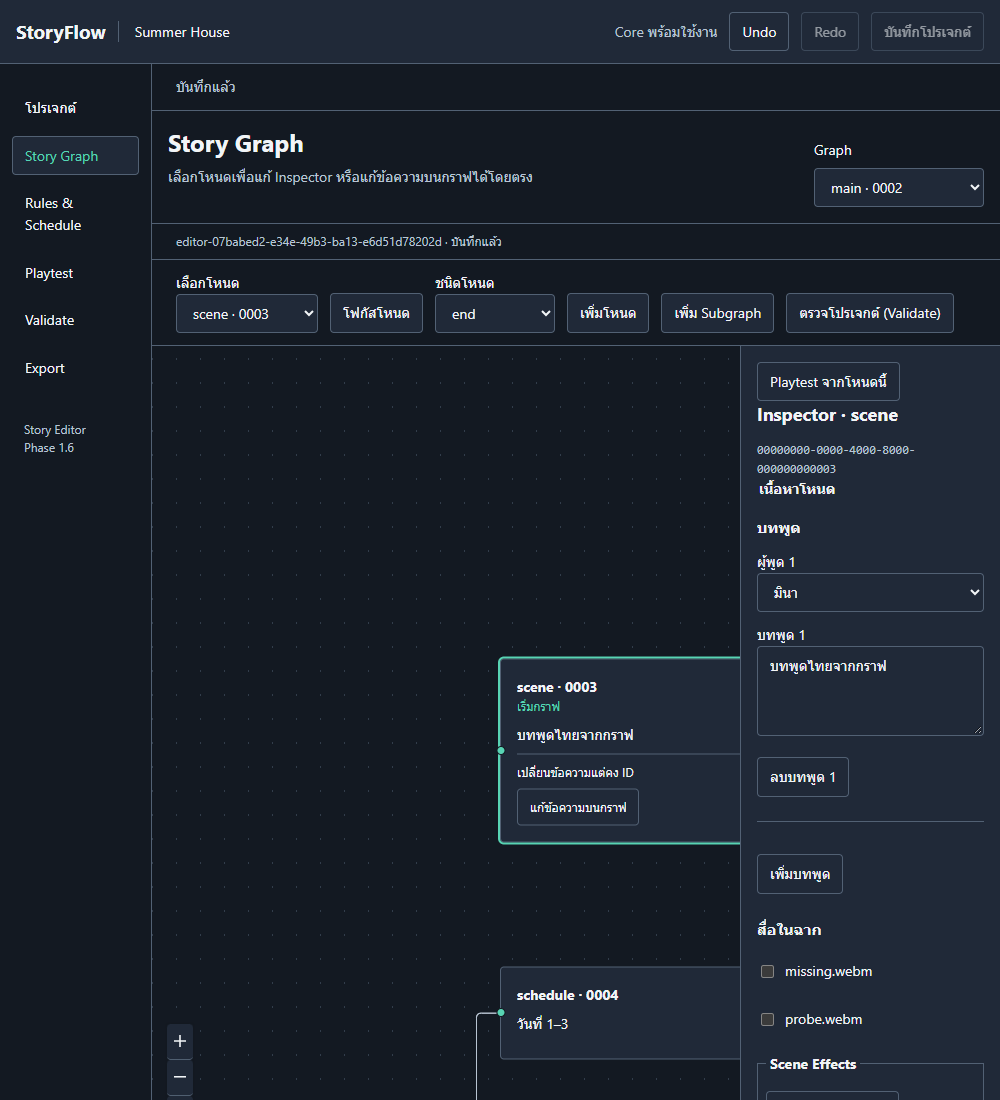 StoryFlow
Summer House
Core พร้อมใช้งาน
Undo
Redo
บันทึกโปรเจกต์
โปรเจกต์
Story Graph
Rules &
Schedule
Playtest
Validate
Export
Story Editor
Phase 1.6
บันทึกแล้ว
Story Graph
เลือกโหนดเพื่อแก้ Inspector หรือแก้ข้อความบนกราฟได้โดยตรง
Graph
main · 0002
editor-07babed2-e34e-49b3-ba13-e6d51d78202d · บันทึกแล้ว
เลือกโหนด
scene · 0003
โฟกัสโหนด
ชนิดโหนด
end
เพิ่มโหนด
เพิ่ม Subgraph
ตรวจโปรเจกต์ (Validate)
scene · 0003
เริ่มกราฟ
บทพูดไทยจากกราฟ
เปลี่ยนข้อความแต่คง ID
แก้ข้อความบนกราฟ
schedule · 0004
วันที่ 1–3
+
−
Playtest จากโหนดนี้
Inspector · scene
00000000-0000-4000-8000-
000000000003
เนื้อหาโหนด
บทพูด
ผู้พูด 1
มินา
บทพูด 1
บทพูดไทยจากกราฟ
ลบบทพูด 1
เพิ่มบทพูด
สื่อในฉาก
missing.webm
probe.webm
Scene Effects